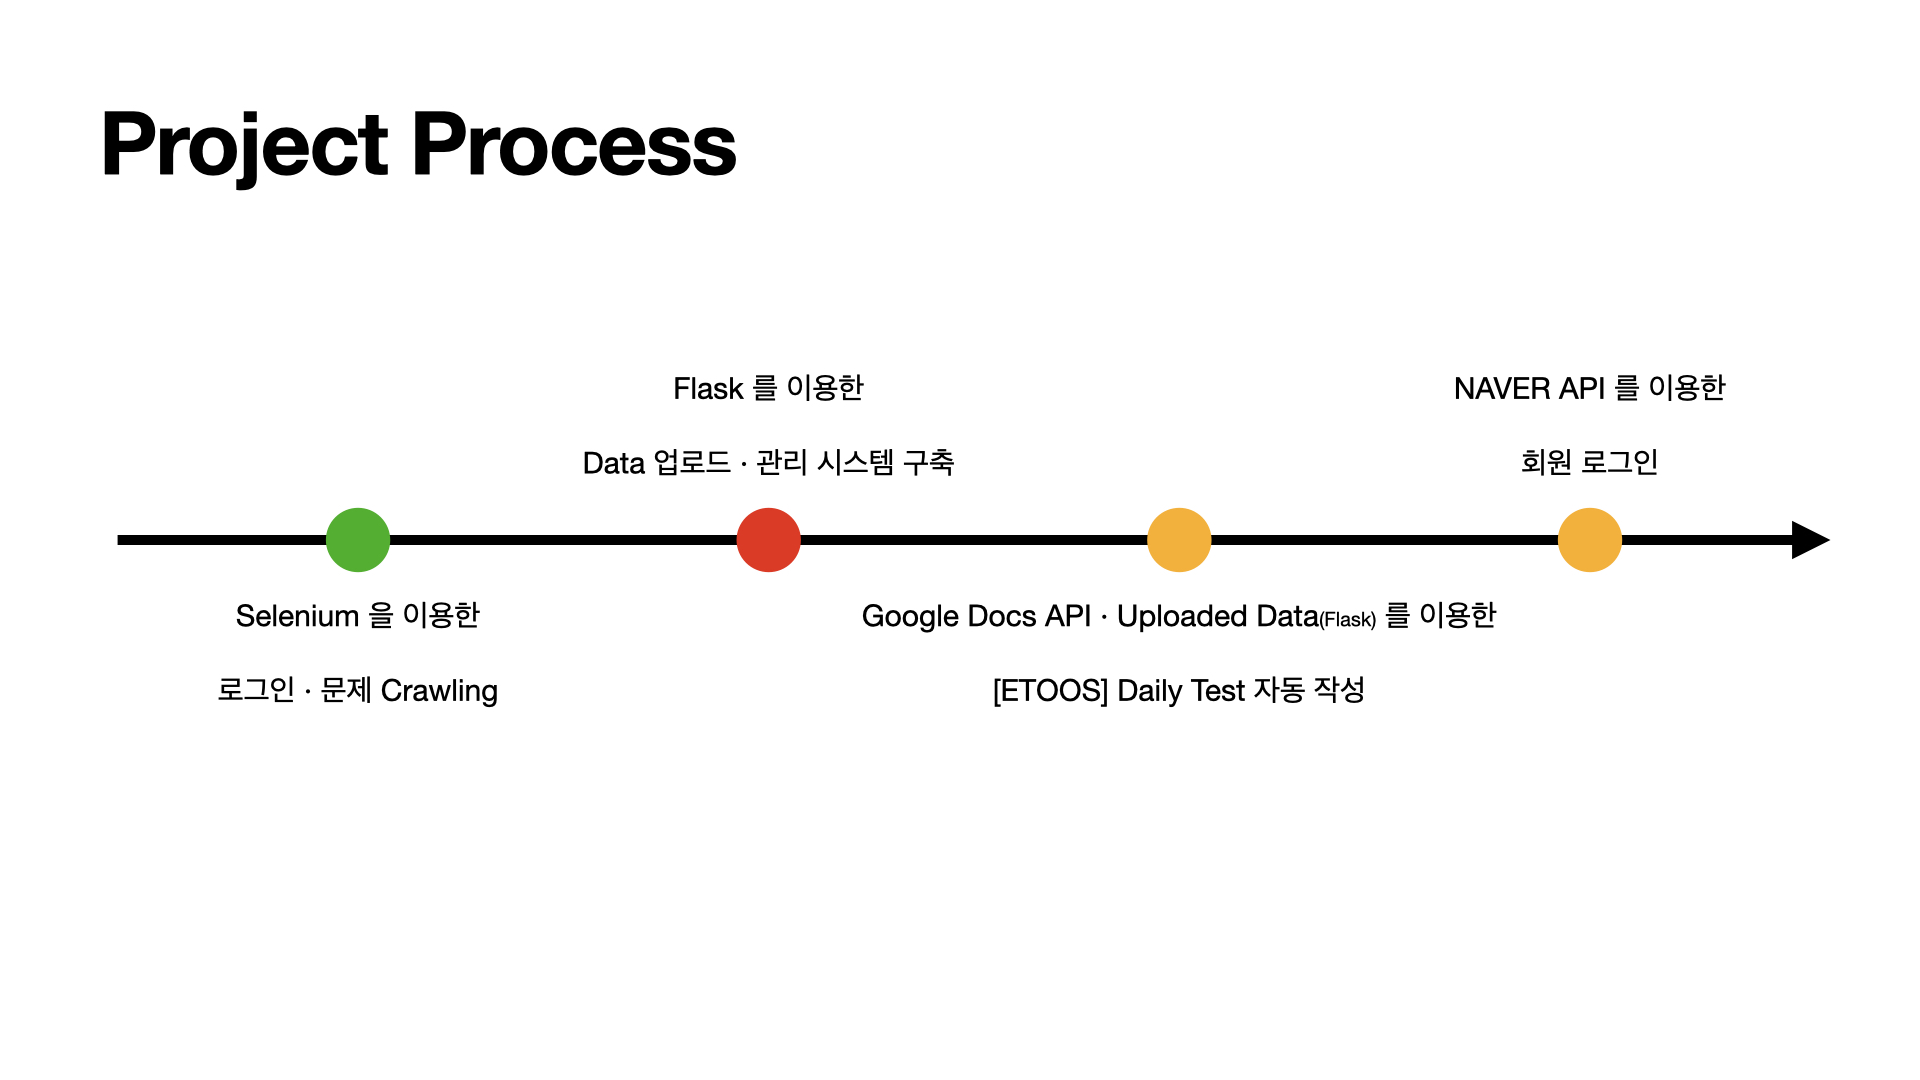 Project Process
Flask 를 이용한
Data 업로드 · 관리 시스템 구축
NAVER API 를 이용한
회원 로그인
Selenium 을 이용한
로그인 · 문제 Crawling
Google Docs API · Uploaded Data(Flask) 를 이용한
[ETOOS] Daily Test 자동 작성